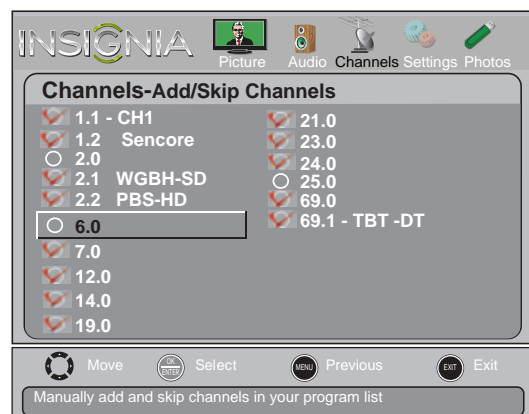 INSIGNIA
Picture Audio Channels Settings Photos
Channels-Add/Skip Channels
1.1 - CH1
1.2 Sencore
2.0
2.1 WGBH-SD
2.2 PBS-HD
6.0
7.0
12.0
14.0
19.0
21.0
23.0
24.0
25.0
69.0
69.1 - TBT -DT
Move OK ENTER Select MENU Previous EXIT Exit
Manually add and skip channels in your program list